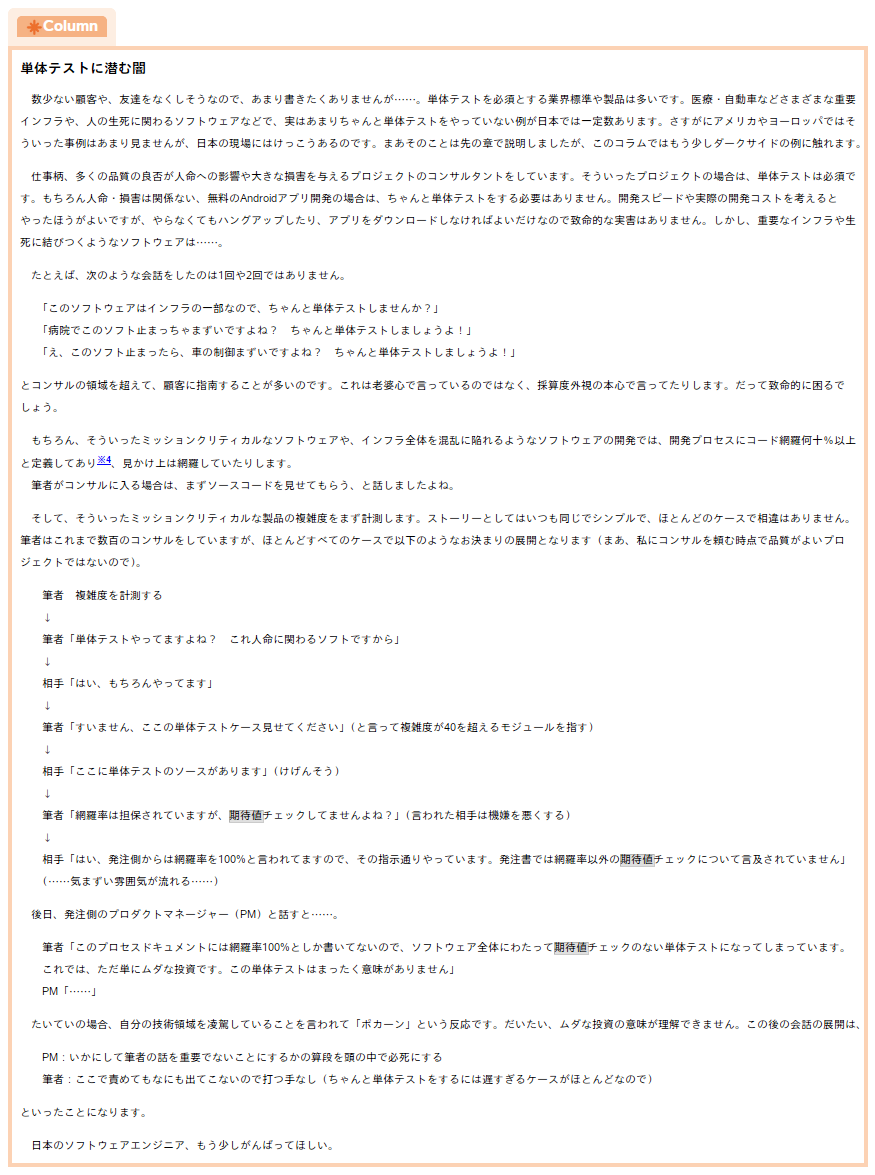 Column
単体テストに潜む闇
数少ない顧客や、友達をなくしそうなので、あまり書きたくありませんが……。単体テストを必須とする業界標準や製品は多いです。医療・自動車などさまざまな重要
インフラや、人の生死に関わるソフトウェアなどで、実はあまりちゃんと単体テストをやっていない例が日本では一定数あります。さすがにアメリカやヨーロッパではそ
ういった事例はあまり見ませんが、日本の現場にはけっこうあるのです。まあそのことは先の章で説明しましたが、このコラムではもう少しダークサイドの例に触れます。
仕事柄、多くの品質の良否が人命への影響や大きな損害を与えるプロジェクトのコンサルタントをしています。そういったプロジェクトの場合は、単体テストは必須で
す。もちろん人命・損害は関係ない、無料のAndroidアプリ開発の場合は、ちゃんと単体テストをする必要はありません。開発スピードや実際の開発コストを考えると
やったほうがよいですが、やらなくてもハングアップしたり、アプリをダウンロードしなければよいだけなので致命的な実害はありません。しかし、重要なインフラや生
死に結びつくようなソフトウェアは……。
たとえば、次のような会話をしたのは1回や2回ではありません。
「このソフトウェアはインフラの一部なので、ちゃんと単体テストしませんか？」
「病院でこのソフト止まっちゃまずいですよね？　ちゃんと単体テストしましょうよ！」
「え、このソフト止まったら、車の制御まずいですよね？　ちゃんと単体テストしましょうよ！」
とコンサルの領域を超えて、顧客に指南することが多いのです。これは老婆心で言っているのではなく、採算度外視の本心で言ってたりします。だって致命的に困るで
しょう。
もちろん、そういったミッションクリティカルなソフトウェアや、インフラ全体を混乱に陥れるようなソフトウェアの開発では、開発プロセスにコード網羅何十％以上
と定義してあり※4、見かけ上は網羅していたりします。
筆者がコンサルに入る場合は、まずソースコードを見せてもらう、と話しましたよね。
そして、そういったミッションクリティカルな製品の複雑度をまず計測します。ストーリーとしてはいつも同じでシンプルで、ほとんどのケースで相違はありません。
筆者はこれまで数百のコンサルをしていますが、ほとんどすべてのケースで以下のようなお決まりの展開となります（まあ、私にコンサルを頼む時点で品質がよいプロ
ジェクトではないので）。
筆者　複雑度を計測する
↓
筆者「単体テストやってますよね？　これ人命に関わるソフトですから」
↓
相手「はい、もちろんやってます」
↓
筆者「すいません、ここの単体テストケース見せてください」（と言って複雑度が40を超えるモジュールを指す）
↓
相手「ここに単体テストのソースがあります」（けげんそう）
↓
筆者「網羅率は担保されていますが、期待値チェックしてませんよね？」（言われた相手は機嫌を悪くする）
↓
相手「はい、発注側からは網羅率を100％と言われてますので、その指示通りやっています。発注書では網羅率以外の期待値チェックについて言及されていません」
（……気まずい雰囲気が流れる……）
後日、発注側のプロダクトマネージャー（PM）と話すと……。
筆者「このプロセスドキュメントには網羅率100％としか書いてないので、ソフトウェア全体にわたって期待値チェックのない単体テストになってしまっています。
これでは、ただ単にムダな投資です。この単体テストはまったく意味がありません」
PM「……」
たいていの場合、自分の技術領域を凌駕していることを言われて「ポカーン」という反応です。だいたい、ムダな投資の意味が理解できません。この後の会話の展開は、
PM：いかにして筆者の話を重要でないことにするかの算段を頭の中で必死にする
筆者：ここで責めてもなにも出てこないので打つ手なし（ちゃんと単体テストをするには遅すぎるケースがほとんどなので）
といったことになります。
日本のソフトウェアエンジニア、もう少しがんばってほしい。